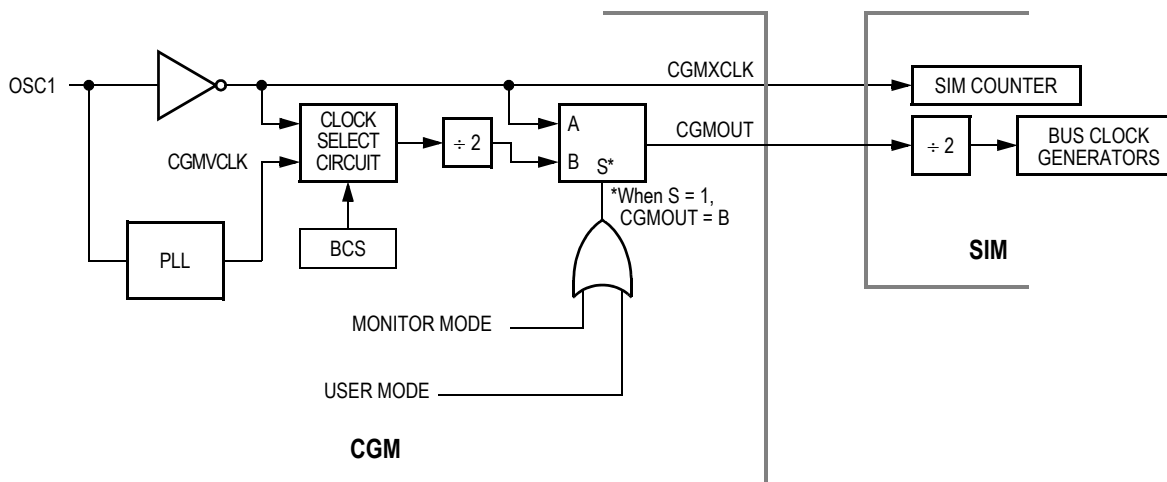 OSC1
CGMXCLK
SIM COUNTER
CLOCK
SELECT
CIRCUIT
÷ 2
A
B
S*
CGMOUT
÷ 2
BUS CLOCK
GENERATORS
CGMVCLK
*When S = 1,
CGMOUT = B
PLL
BCS
SIM
MONITOR MODE
USER MODE
CGM